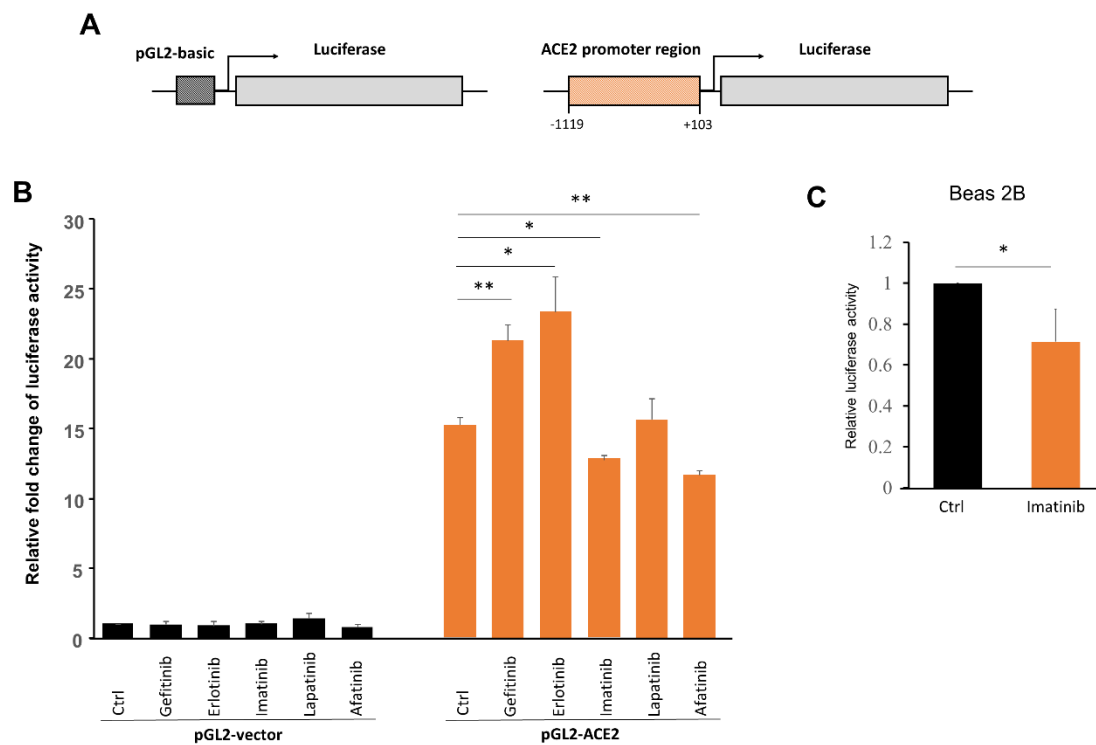 A
pGL2-basic
Luciferase
ACE2 promoter region
Luciferase
-1119
+103
B
Relative fold change of luciferase activity
30
25
20
15
10
5
0
**
*
*
**
Ctrl
Gefitinib
Erlotinib
Imatinib
Lapatinib
Afatinib
pGL2-vector
Ctrl
Gefitinib
Erlotinib
Imatinib
Lapatinib
Afatinib
pGL2-ACE2
C
Beas 2B
Relative luciferase activity
1.2
1
0.8
0.6
0.4
0.2
0
*
Ctrl
Imatinib